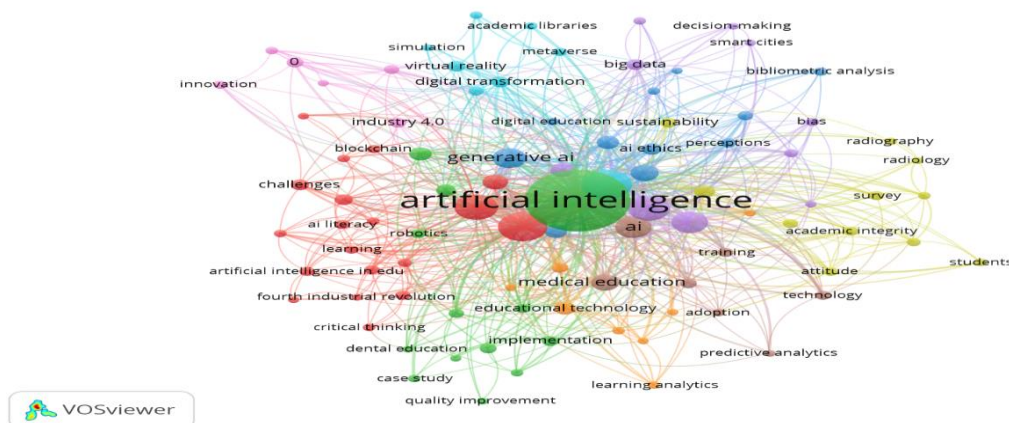 academic libraries
decision-making
simulation
metaverse
smart cities
0
virtual reality
big data
bibliometric analysis
innovation
digital transformation
industry 4.0
digital education
sustainability
bias
blockchain
generative ai
ai ethics
perceptions
radiography
radiology
challenges
artificial intelligence
survey
ai literacy
robotics
ai
academic integrity
learning
training
students
artificial intelligence in edu
medical education
attitude
fourth industrial revolution
educational technology
technology
critical thinking
adoption
dental education
implementation
predictive analytics
case study
learning analytics
quality improvement
VOSviewer